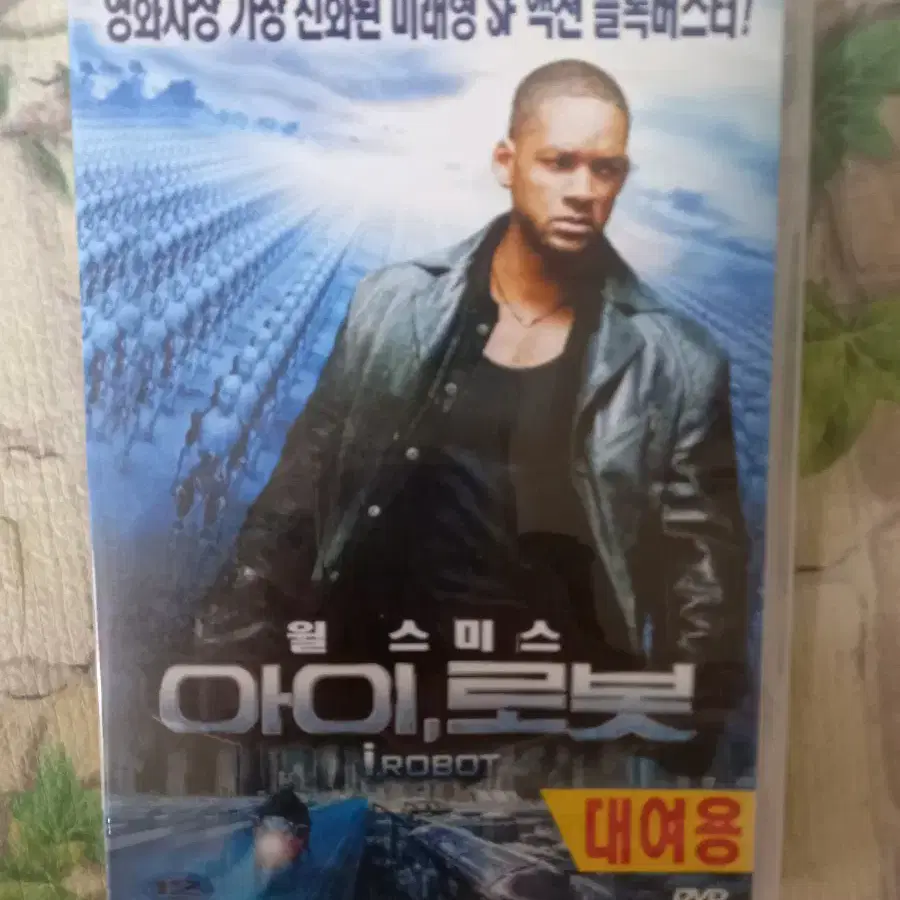 영화사상 가장 진화된 미래형 SF 액션 블록버스터!
윌 스미스
아이, 로봇
i, ROBOT
대여용
12
DVD